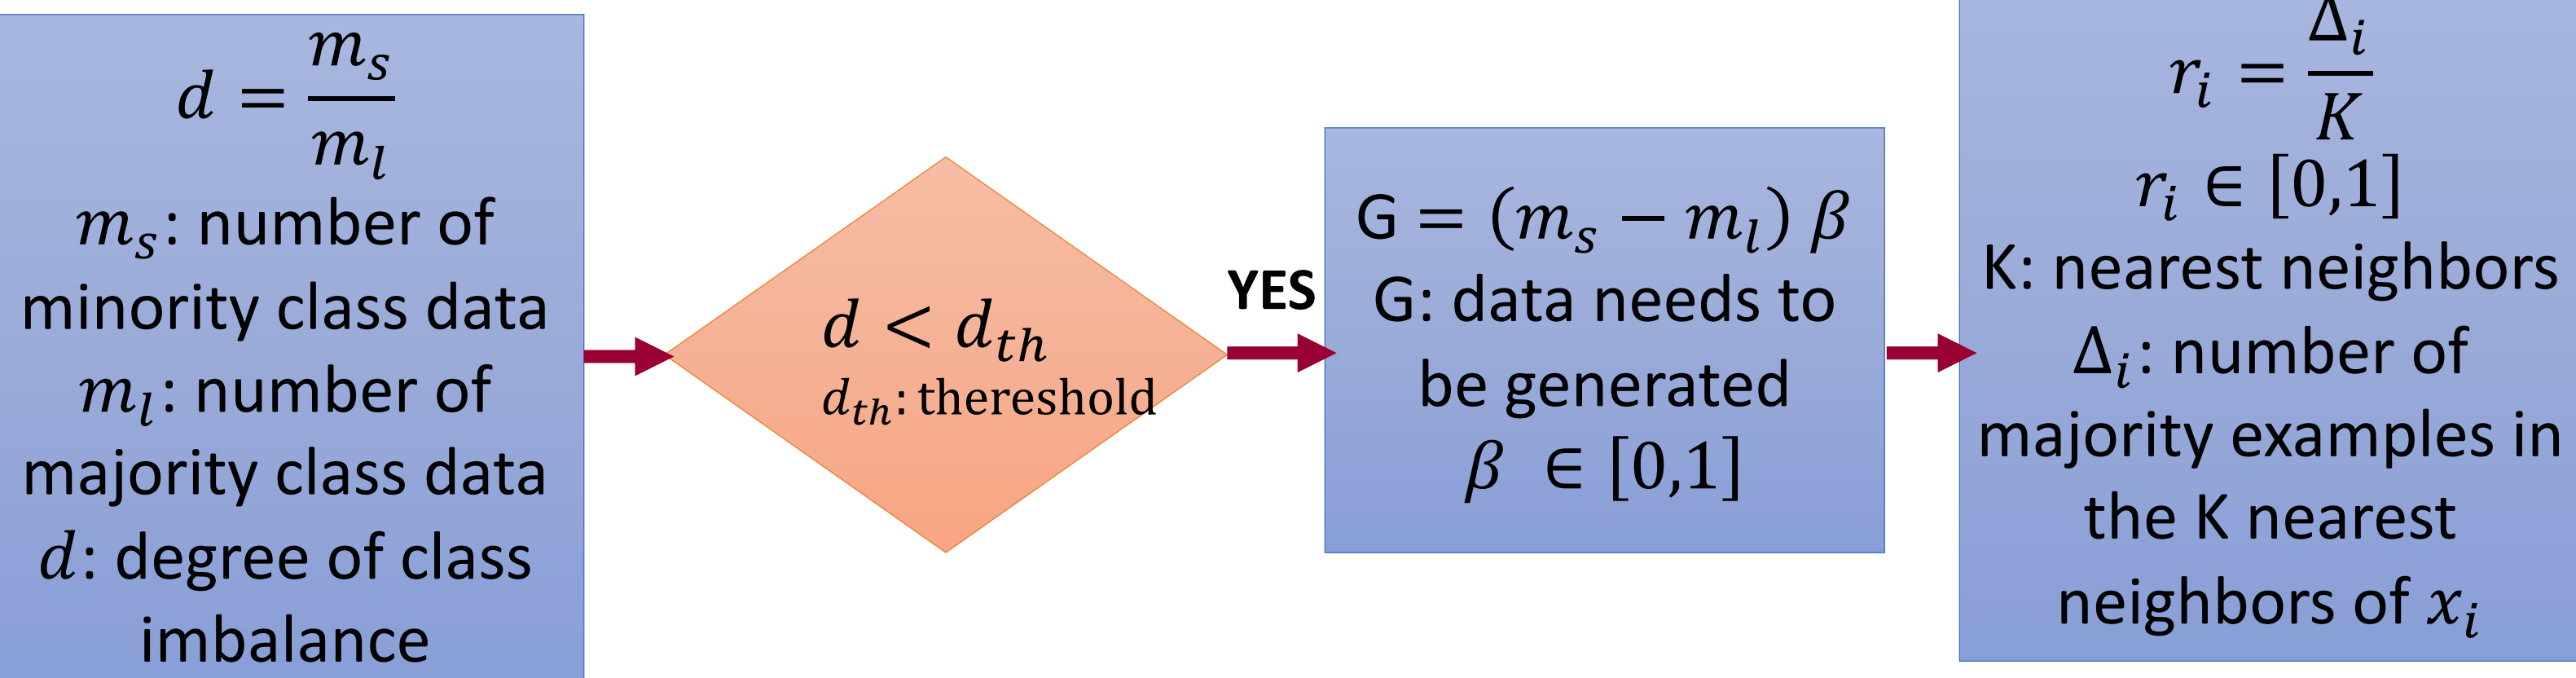 d = m_s / m_l
m_s: number of
minority class data
m_l: number of
majority class data
d: degree of class
imbalance
d < d_th
d_th: thereshold
YES
G = (m_s − m_l) β
G: data needs to
be generated
β ∈ [0,1]
r_i = Δ_i / K
r_i ∈ [0,1]
K: nearest neighbors
Δ_i: number of
majority examples in
the K nearest
neighbors of x_i